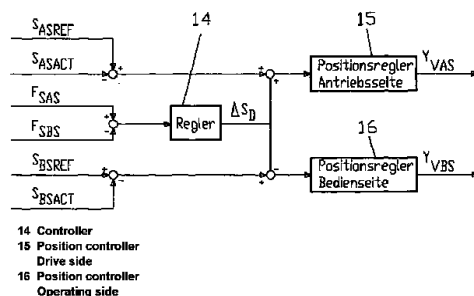 14
15
S_ASREF
S_ASACT
F_SAS
F_SBS
S_BSREF
S_BSACT
Regler
ΔS_D
Positionsregler
Antriebsseite
Y_VAS
16
Positionsregler
Bedienseite
Y_VBS
14 Controller
15 Position controller
Drive side
16 Position controller
Operating side